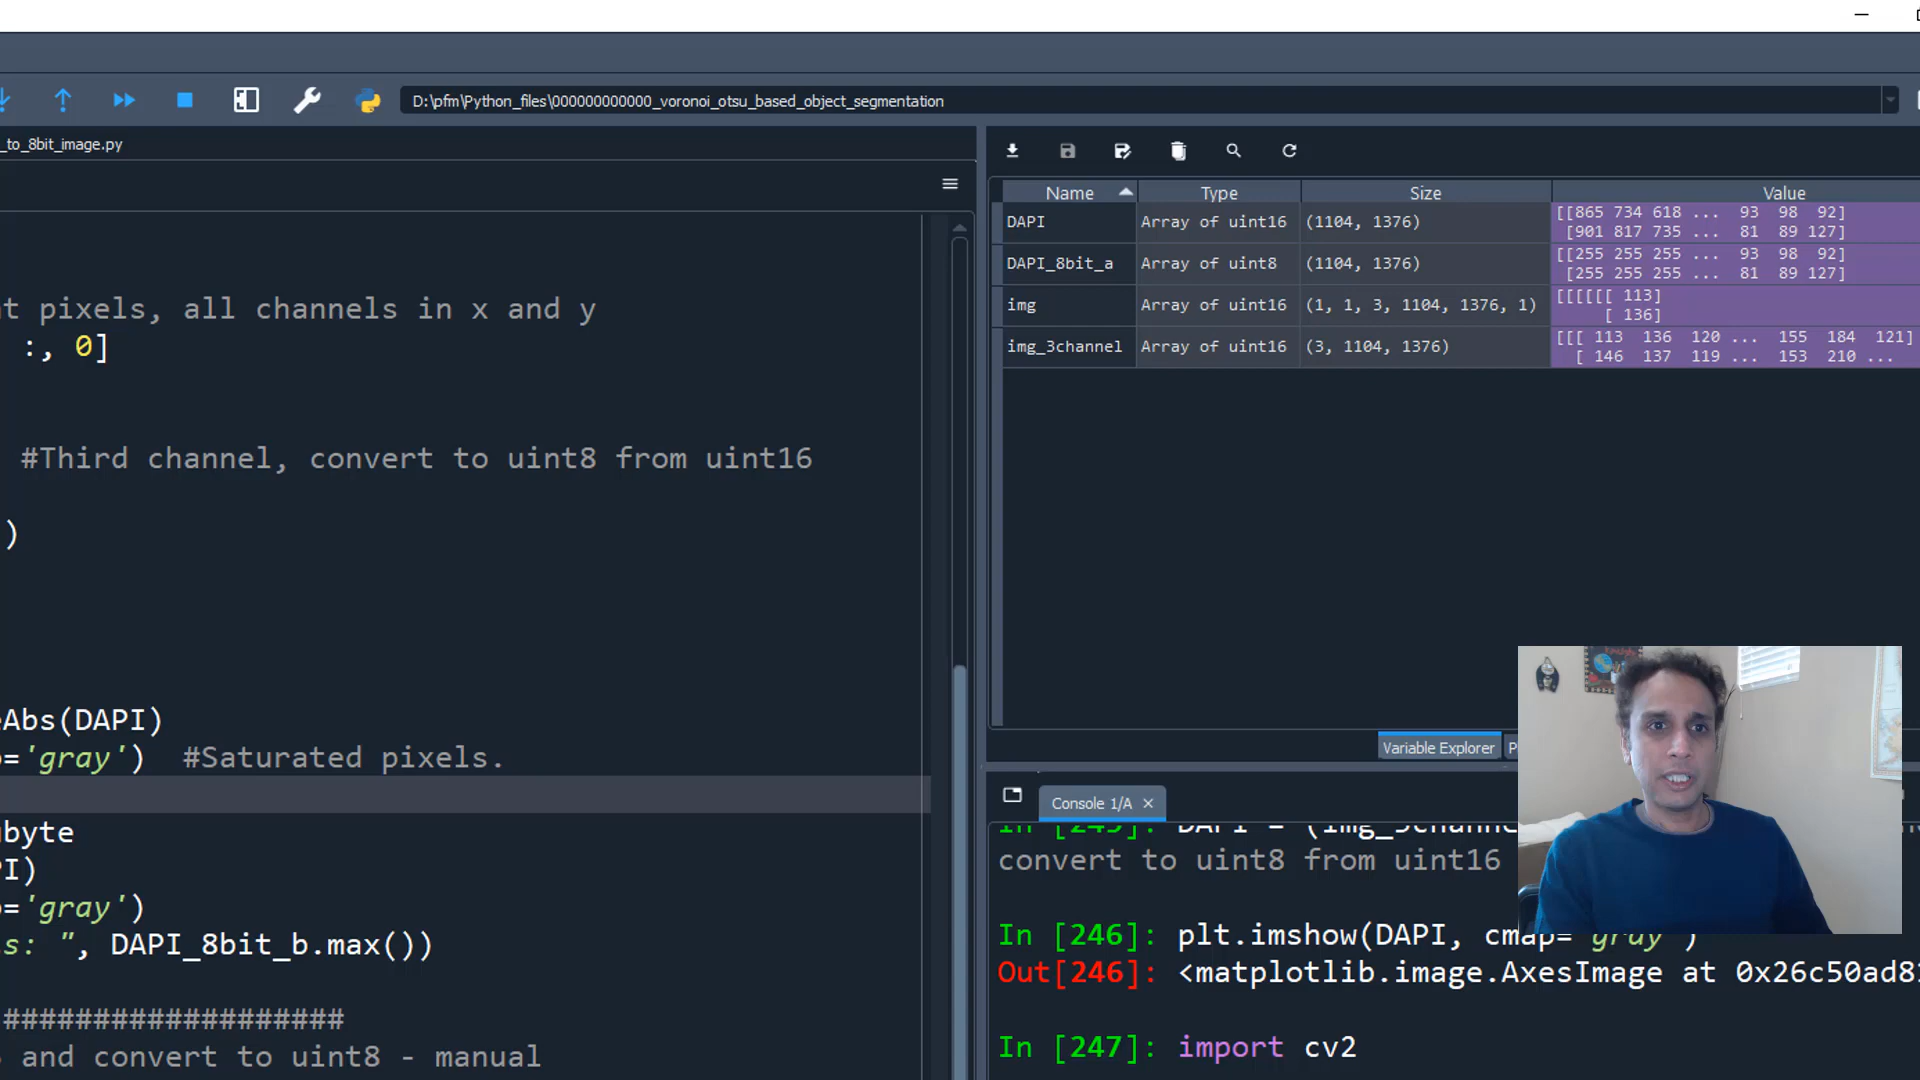 D:\pfm\Python_files\000000000000_voronoi_otsu_based_object_segmentation
_to_8bit_image.py
t pixels, all channels in x and y
:, 0]
#Third channel, convert to uint8 from uint16
)
Abs(DAPI)
='gray') #Saturated pixels.
byte
PI)
='gray')
s: ", DAPI_8bit_b.max())
###################
and convert to uint8 - manual
Name Type Size Value
DAPI Array of uint16 (1104, 1376) [[865 734 618 ... 93 98 92]
[901 817 735 ... 81 89 127]
DAPI_8bit_a Array of uint8 (1104, 1376) [[255 255 255 ... 93 98 92]
[255 255 255 ... 81 89 127]
img Array of uint16 (1, 1, 3, 1104, 1376, 1) [[[[[[ 113]
[ 136]
img_3channel Array of uint16 (3, 1104, 1376) [[[ 113 136 120 ... 155 184 121]
[ 146 137 119 ... 153 210 ...
Variable Explorer P
Console 1/A
In [245]: DAPI = (img_3channe
convert to uint8 from uint16
In [246]: plt.imshow(DAPI, cmap='gray')
Out[246]: <matplotlib.image.AxesImage at 0x26c50ad8
In [247]: import cv2